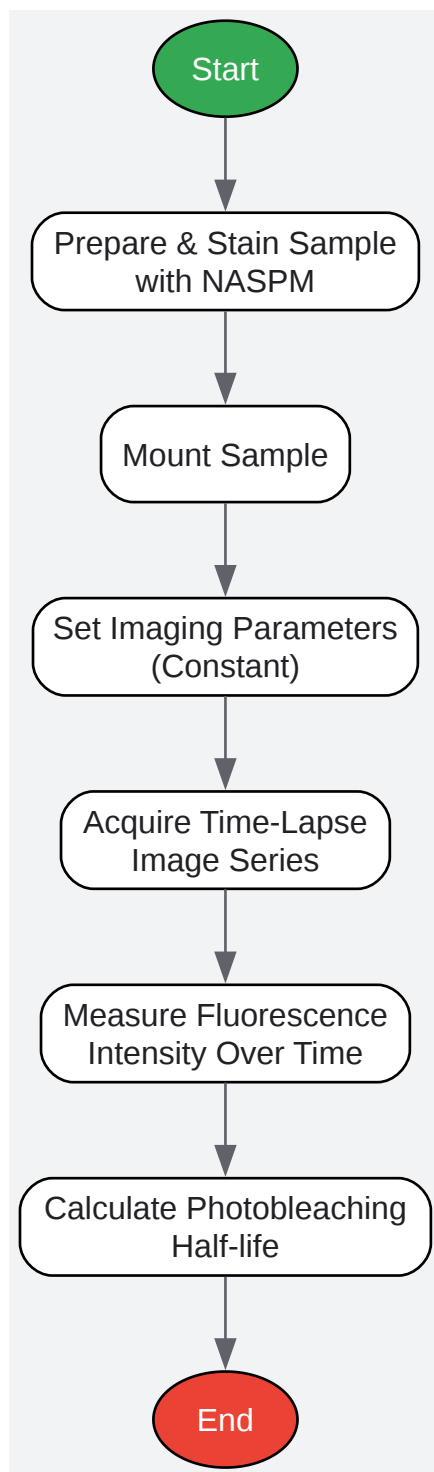 Start
Prepare & Stain Sample
with NASPM
Mount Sample
Set Imaging Parameters
(Constant)
Acquire Time-Lapse
Image Series
Measure Fluorescence
Intensity Over Time
Calculate Photobleaching
Half-life
End